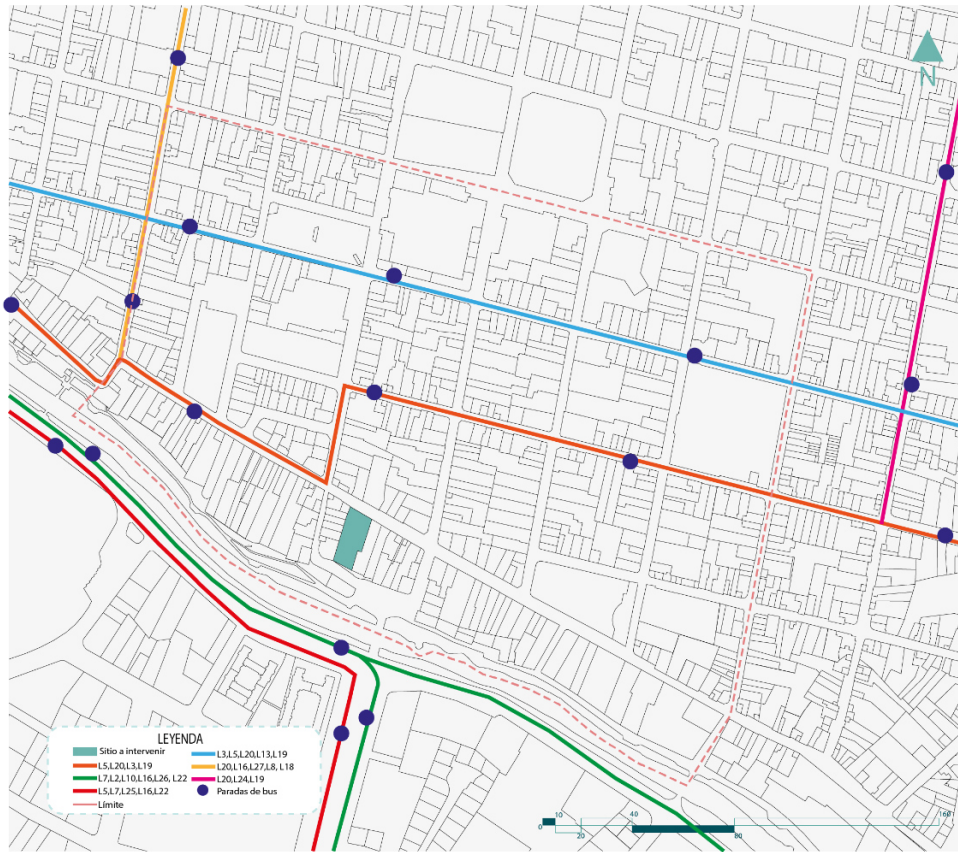 N
LEYENDA
Sitio a intervenir
L5,L20,L3,L19
L7,L2,L10,L16,L26, L22
L5,L7,L25,L16,L22
Límite
L3,L5,L20,L13,L19
L20,L16,L27,L8, L18
L20,L24,L19
Paradas de bus
0 10 20 40 80 160